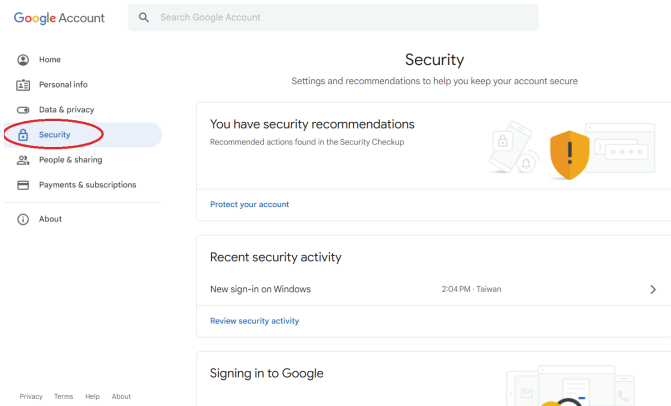 Google Account
Search Google Account
Home
Personal info
Data & privacy
Security
People & sharing
Payments & subscriptions
About
Security
Settings and recommendations to help you keep your account secure
You have security recommendations
Recommended actions found in the Security Checkup
Protect your account
Recent security activity
New sign-in on Windows 2:04 PM · Taiwan
Review security activity
Signing in to Google
Privacy Terms Help About